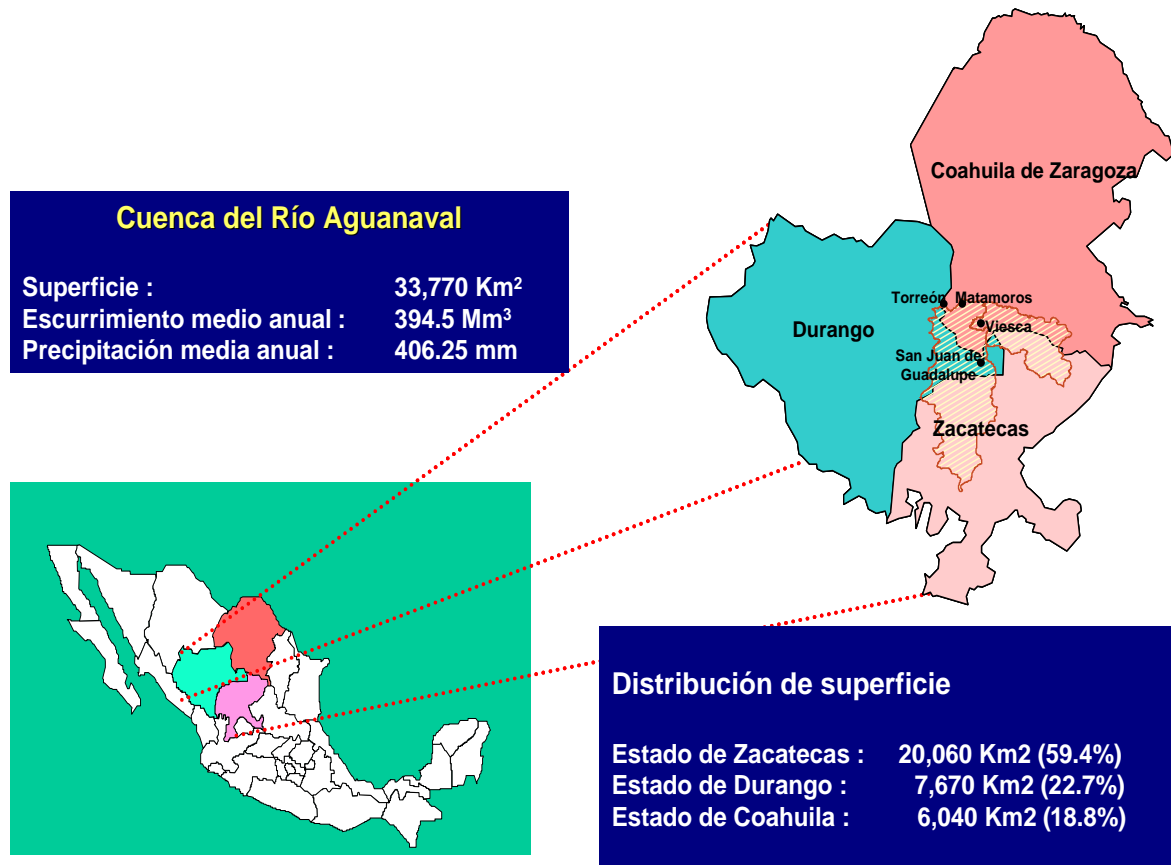 Cuenca del Río Aguanaval
Superficie : 33,770 Km²
Escurrimiento medio anual : 394.5 Mm³
Precipitación media anual : 406.25 mm
Coahuila de Zaragoza
Torreón Matamoros
Durango
Viesca
San Juan de
Guadalupe
Zacatecas
Distribución de superficie
Estado de Zacatecas : 20,060 Km2 (59.4%)
Estado de Durango : 7,670 Km2 (22.7%)
Estado de Coahuila : 6,040 Km2 (18.8%)